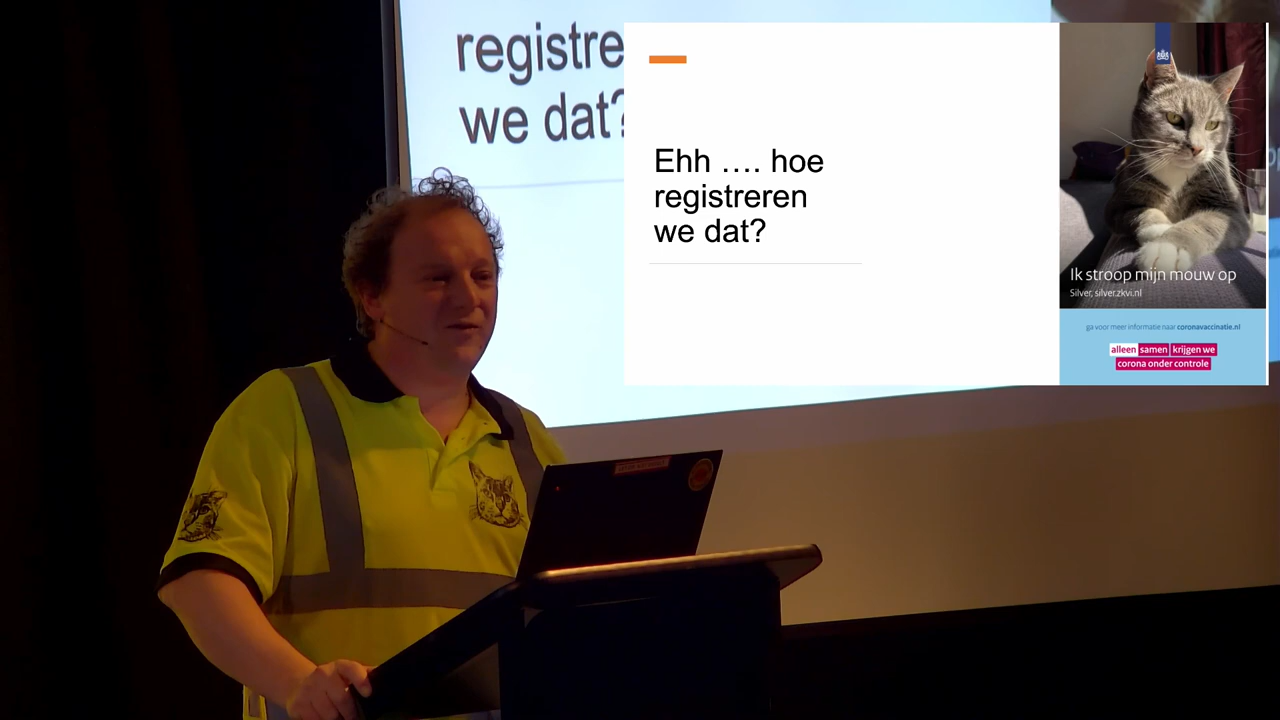 registre
we dat?
Ehh …. hoe
registreren
we dat?
Ik stroop mijn mouw op
Silver, silver.zkvi.nl
ga voor meer informatie naar coronavaccinatie.nl
alleen samen krijgen we
corona onder controle